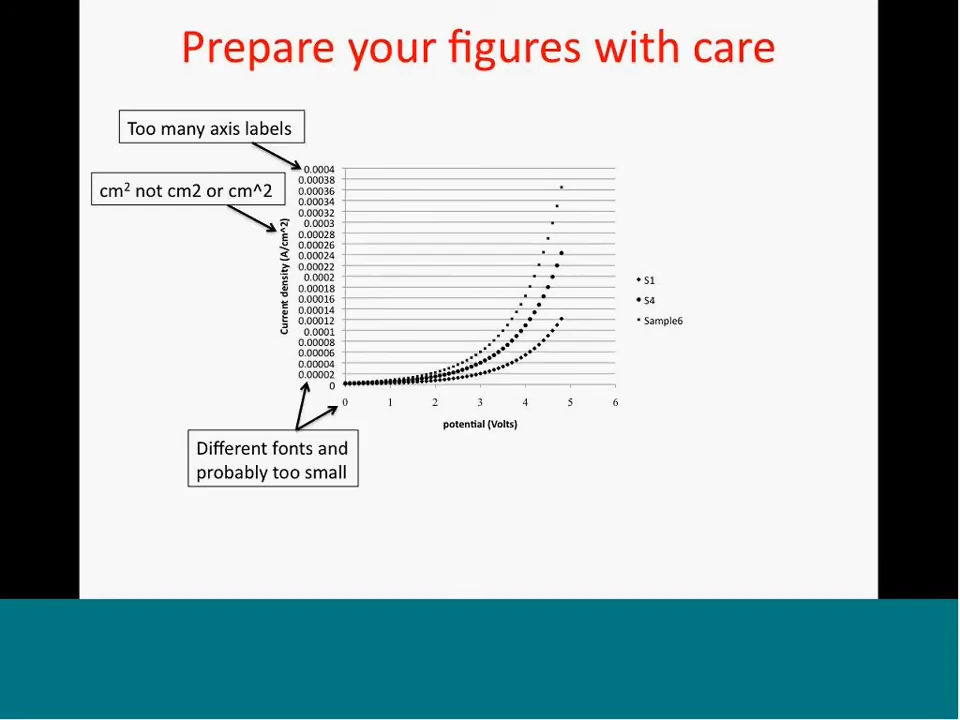 Prepare your figures with care
Too many axis labels
cm² not cm2 or cm^2
0.0004
0.00038
0.00036
0.00034
0.00032
0.0003
0.00028
0.00026
0.00024
0.00022
0.0002
0.00018
0.00016
0.00014
0.00012
0.0001
0.00008
0.00006
0.00004
0.00002
0
Current density (A/cm^2)
0 1 2 3 4 5 6
potential (Volts)
S1
S4
Sample6
Different fonts and
probably too small